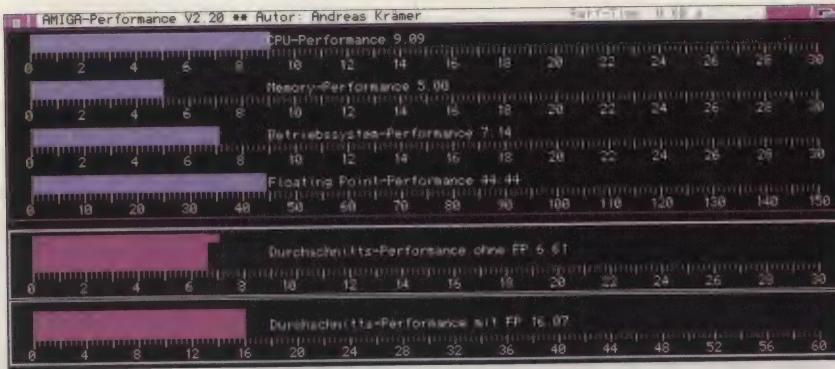 AMIGA-Performance V2.20 ** Autor: Andreas Krämer
CPU-Performance 9.09
0 2 4 6 8 10 12 14 16 18 20 22 24 26 28 30
Memory-Performance 5.00
0 2 4 6 8 10 12 14 16 18 20 22 24 26 28 30
Betriebssystem-Performance 7.14
0 2 4 6 8 10 12 14 16 18 20 22 24 26 28 30
Floating Point-Performance 44.44
0 10 20 30 40 50 60 70 80 90 100 110 120 130 140 150
Durchschnitts-Performance ohne FP 6.61
0 2 4 6 8 10 12 14 16 18 20 22 24 26 28 30
Durchschnitts-Performance mit FP 16.07
0 4 8 12 16 20 24 28 32 36 40 44 48 52 56 60